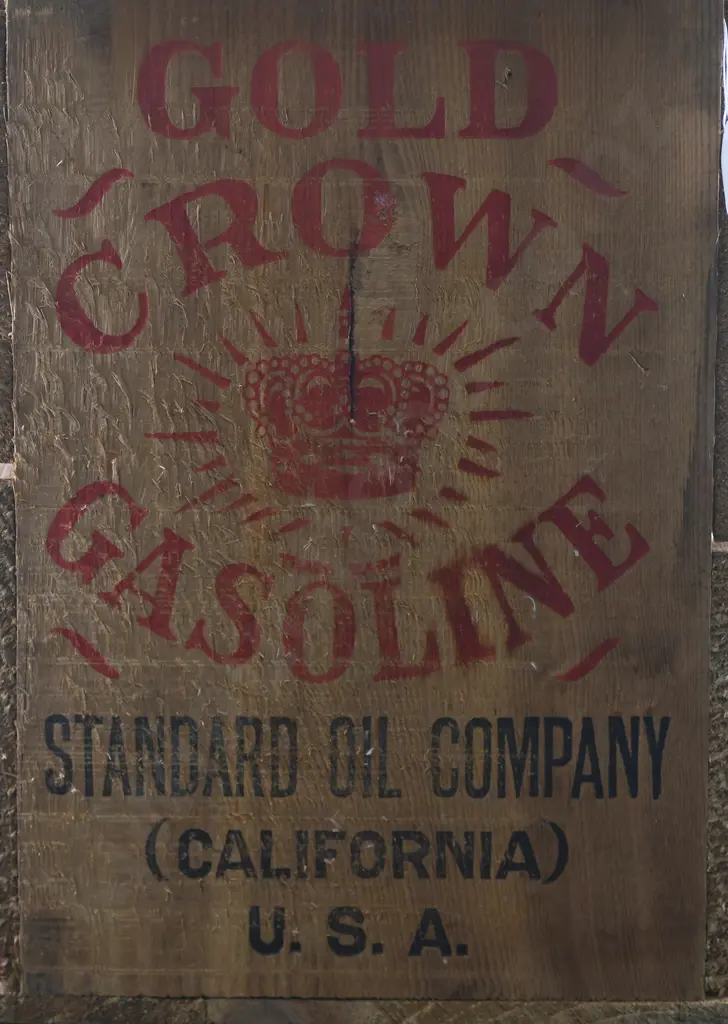 GOLD
CROWN
GASOLINE
STANDARD OIL COMPANY
(CALIFORNIA)
U. S. A.